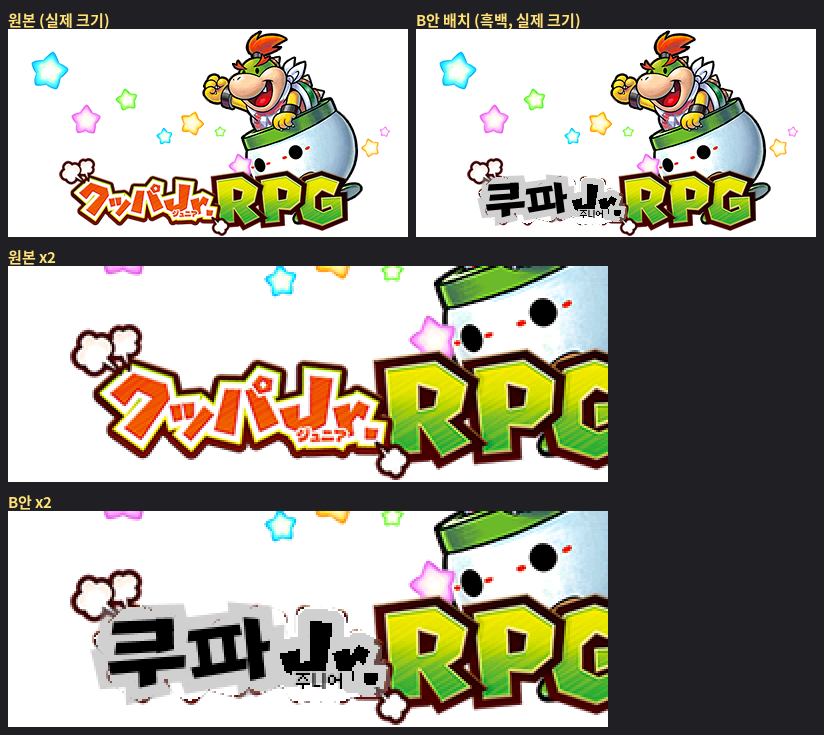 원본 (실제 크기)
B안 배치 (흑백, 실제 크기)
クッパJr.RPG
ジュニア
쿠파Jr.RPG
주니어
원본 x2
クッパJr.RPG
ジュニア
B안 x2
쿠파Jr.RPG
주니어